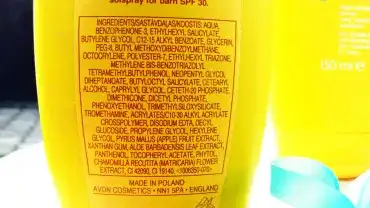 solspray för barn SPF 30.
INGREDIENTS/SASTĀVDAĻAS/KOOSTIS: AQUA,
BENZOPHENONE-3, ETHYLHEXYL SALICYLATE,
BUTYLENE GLYCOL, C12-15 ALKYL BENZOATE, GLYCERIN,
PEG-8, BUTYL METHOXYDIBENZOYLMETHANE,
OCTOCRYLENE, POLYESTER-7, ETHYLHEXYL TRIAZONE,
METHYLENE BIS-BENZOTRIAZOLYL
TETRAMETHYLBUTYLPHENOL, NEOPENTYL GLYCOL
DIHEPTANOATE, BUTYLOCTYL SALICYLATE, CETEARYL
ALCOHOL, CAPRYLYL GLYCOL, CETETH-20 PHOSPHATE,
DIMETHICONE, DICETYL PHOSPHATE,
PHENOXYETHANOL, TRIMETHYLSILOXYSILICATE,
TROMETHAMINE, ACRYLATES/C10-30 ALKYL ACRYLATE
CROSSPOLYMER, DISODIUM EDTA, DECYL
GLUCOSIDE, PROPYLENE GLYCOL, HEXYLENE
GLYCOL, PYRUS MALUS (APPLE) FRUIT EXTRACT,
XANTHAN GUM, ALOE BARBADENSIS LEAF EXTRACT,
PANTHENOL, TOCOPHERYL ACETATE, PHYTOL,
CHAMOMILLA RECUTITA (MATRICARIA) FLOWER
EXTRACT, CI 42090, CI 19140. <1006350-070>
MADE IN POLAND
AVON COSMETICS • NN1 5PA • ENGLAND
150 ml e